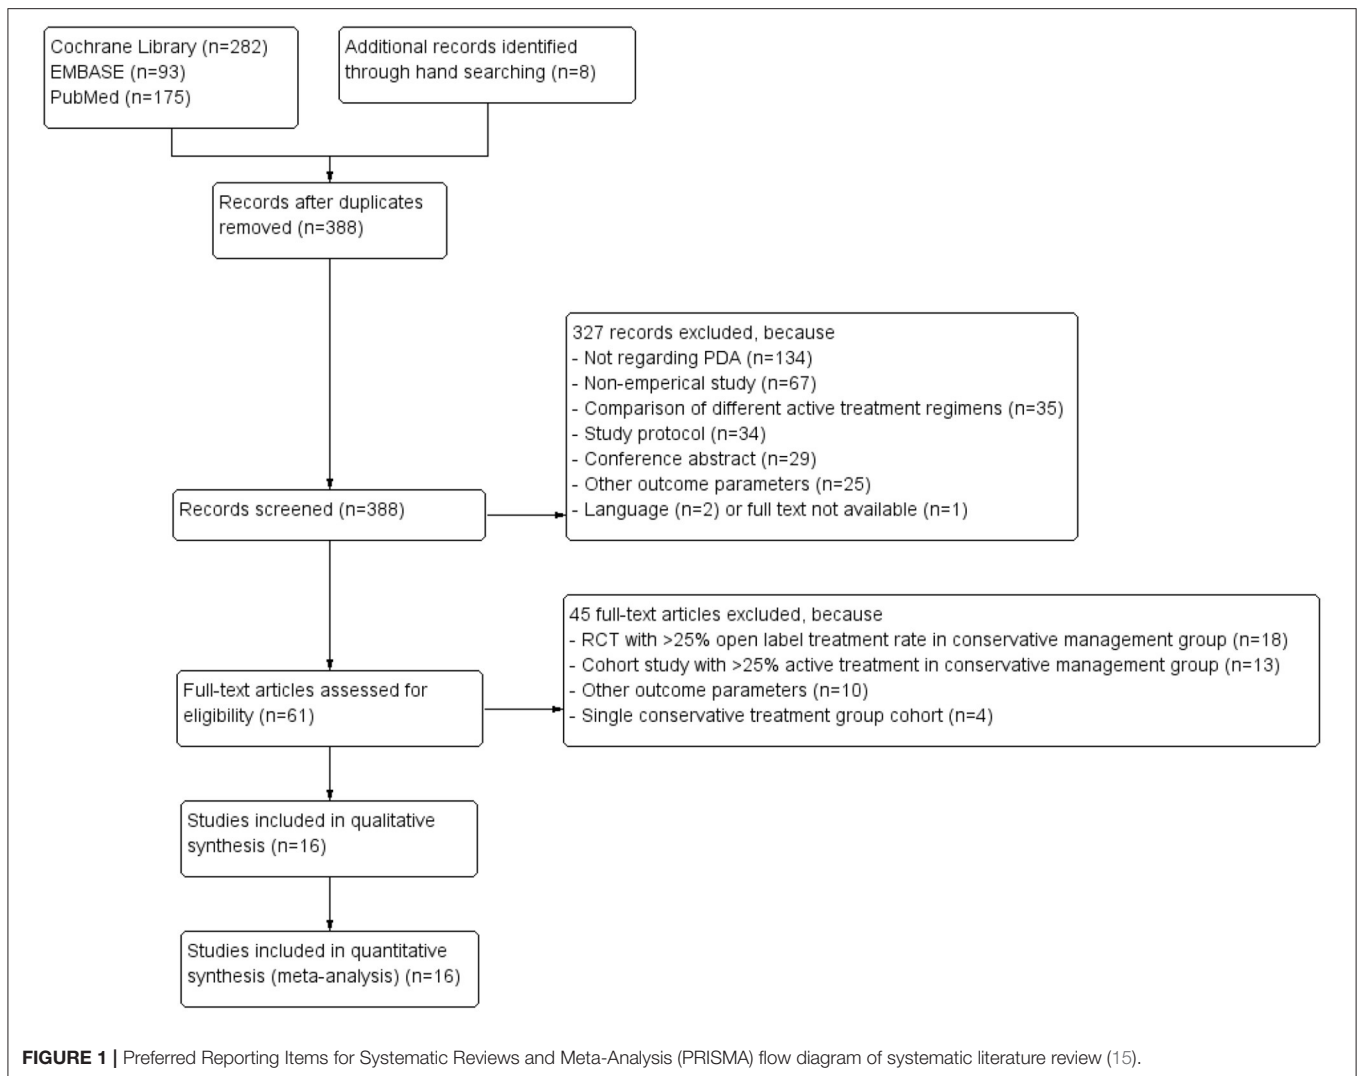 Cochrane Library (n=282)
EMBASE (n=93)
PubMed (n=175)
Additional records identified
through hand searching (n=8)
Records after duplicates
removed (n=388)
327 records excluded, because
- Not regarding PDA (n=134)
- Non-emperical study (n=67)
- Comparison of different active treatment regimens (n=35)
- Study protocol (n=34)
- Conference abstract (n=29)
- Other outcome parameters (n=25)
- Language (n=2) or full text not available (n=1)
Records screened (n=388)
45 full-text articles excluded, because
- RCT with >25% open label treatment rate in conservative management group (n=18)
- Cohort study with >25% active treatment in conservative management group (n=13)
- Other outcome parameters (n=10)
- Single conservative treatment group cohort (n=4)
Full-text articles assessed for
eligibility (n=61)
Studies included in qualitative
synthesis (n=16)
Studies included in quantitative
synthesis (meta-analysis) (n=16)
FIGURE 1 | Preferred Reporting Items for Systematic Reviews and Meta-Analysis (PRISMA) flow diagram of systematic literature review (15).